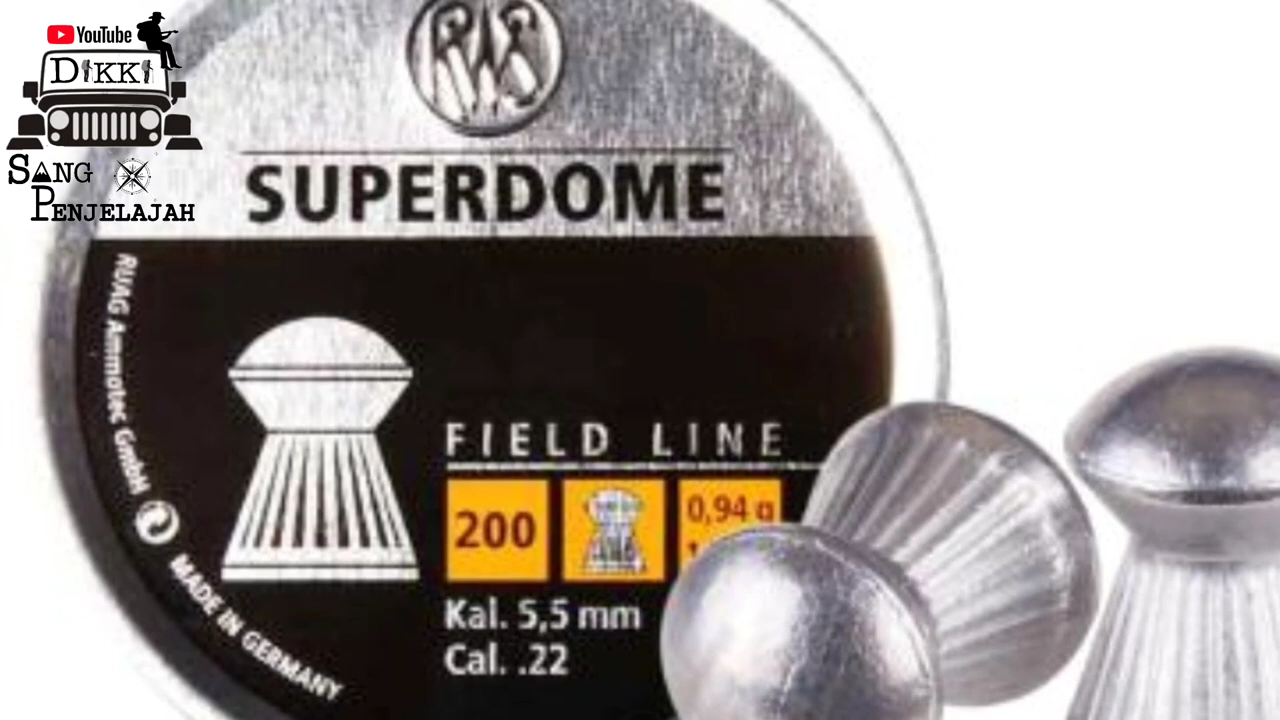 YouTube
DIKKI
SANG
PENJELAJAH
RWS
SUPERDOME
RUAG Ammotec GmbH
MADE IN GERMANY
FIELD LINE
200
0,94 g
Kal. 5,5 mm
Cal. .22